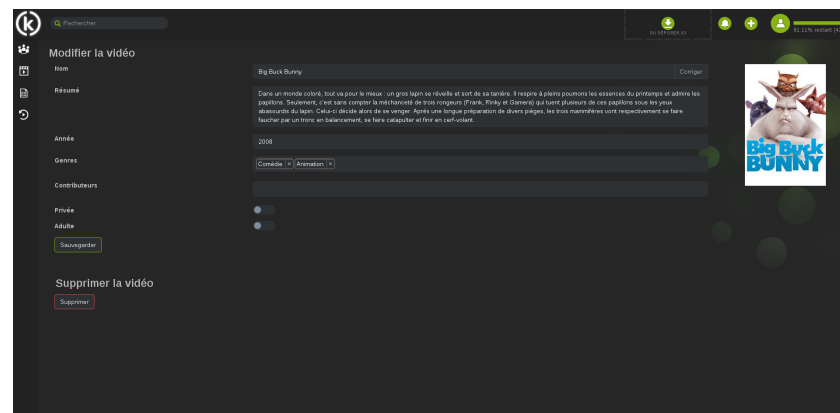 k
Rechercher
OU DÉPOSER ICI
91.11% restant (4
Modifier la vidéo
Nom
Big Buck Bunny
Corriger
Résumé
Dans un monde coloré, tout va pour le mieux : un gros lapin se réveille et sort de sa tanière. Il respire à pleins poumons les essences du printemps et admire les
papillons. Seulement, c'est sans compter la méchanceté de trois rongeurs (Frank, Rinky et Gamera) qui tuent plusieurs de ces papillons sous les yeux
abasourdis du lapin. Celui-ci décide alors de se venger. Après une longue préparation de divers pièges, les trois mammifères vont respectivement se faire
faucher par un tronc en balancement, se faire catapulter et finir en cerf-volant.
Année
2008
Genres
Comédie × Animation ×
Contributeurs
Privée
Adulte
Sauvegarder
Supprimer la vidéo
Supprimer
Big Buck
BUNNY